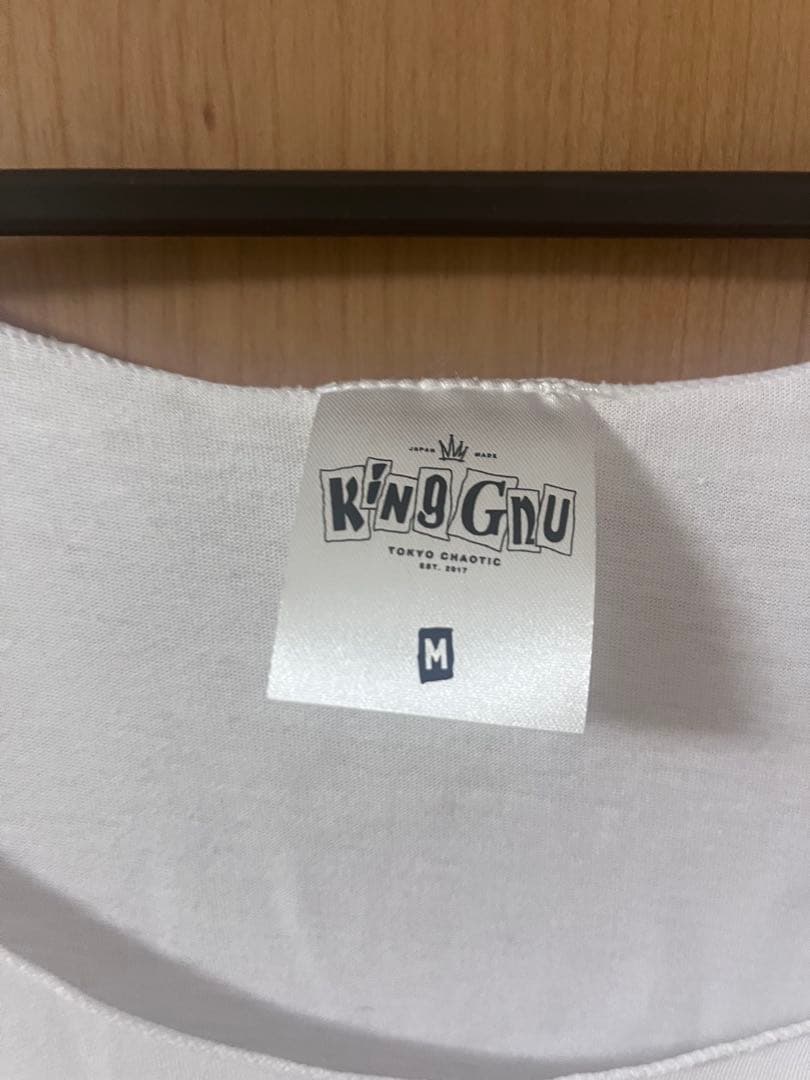 JAPAN MADE
KiNg GnU
TOKYO CHAOTIC
EST. 2017
M